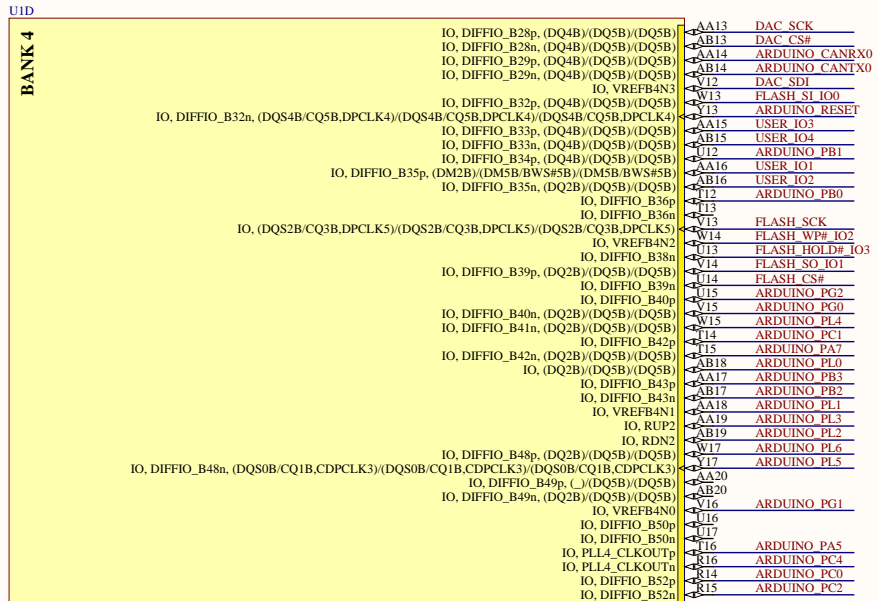 U1D
BANK 4
IO, DIFFIO_B28p, (DQ4B)/(DQ5B)/(DQ5B) AA13 DAC_SCK
IO, DIFFIO_B28n, (DQ4B)/(DQ5B)/(DQ5B) AB13 DAC_CS#
IO, DIFFIO_B29p, (DQ4B)/(DQ5B)/(DQ5B) AA14 ARDUINO_CANRX0
IO, DIFFIO_B29n, (DQ4B)/(DQ5B)/(DQ5B) AB14 ARDUINO_CANTX0
IO, VREFB4N3 V12 DAC_SDI
IO, DIFFIO_B32p, (DQ4B)/(DQ5B)/(DQ5B) W13 FLASH_SI_IO0
IO, DIFFIO_B32n, (DQS4B/CQ5B,DPCLK4)/(DQS4B/CQ5B,DPCLK4)/(DQS4B/CQ5B,DPCLK4) Y13 ARDUINO_RESET
IO, DIFFIO_B33p, (DQ4B)/(DQ5B)/(DQ5B) AA15 USER_IO3
IO, DIFFIO_B33n, (DQ4B)/(DQ5B)/(DQ5B) AB15 USER_IO4
IO, DIFFIO_B34p, (DQ4B)/(DQ5B)/(DQ5B) U12 ARDUINO_PB1
IO, DIFFIO_B35p, (DM2B)/(DM5B/BWS#5B)/(DM5B/BWS#5B) AA16 USER_IO1
IO, DIFFIO_B35n, (DQ2B)/(DQ5B)/(DQ5B) AB16 USER_IO2
IO, DIFFIO_B36p T12 ARDUINO_PB0
IO, DIFFIO_B36n T13
IO, (DQS2B/CQ3B,DPCLK5)/(DQS2B/CQ3B,DPCLK5)/(DQS2B/CQ3B,DPCLK5) V13 FLASH_SCK
IO, VREFB4N2 W14 FLASH_WP#_IO2
IO, DIFFIO_B38n U13 FLASH_HOLD#_IO3
IO, DIFFIO_B39p, (DQ2B)/(DQ5B)/(DQ5B) V14 FLASH_SO_IO1
IO, DIFFIO_B39n U14 FLASH_CS#
IO, DIFFIO_B40p U15 ARDUINO_PG2
IO, DIFFIO_B40n, (DQ2B)/(DQ5B)/(DQ5B) V15 ARDUINO_PG0
IO, DIFFIO_B41n, (DQ2B)/(DQ5B)/(DQ5B) W15 ARDUINO_PL4
IO, DIFFIO_B42p T14 ARDUINO_PC1
IO, DIFFIO_B42n, (DQ2B)/(DQ5B)/(DQ5B) T15 ARDUINO_PA7
IO, (DQ2B)/(DQ5B)/(DQ5B) AB18 ARDUINO_PL0
IO, DIFFIO_B43p AA17 ARDUINO_PB3
IO, DIFFIO_B43n AB17 ARDUINO_PB2
IO, VREFB4N1 AA18 ARDUINO_PL1
IO, RUP2 AA19 ARDUINO_PL3
IO, RDN2 AB19 ARDUINO_PL2
IO, DIFFIO_B48p, (DQ2B)/(DQ5B)/(DQ5B) W17 ARDUINO_PL6
IO, DIFFIO_B48n, (DQS0B/CQ1B,CDPCLK3)/(DQS0B/CQ1B,CDPCLK3)/(DQS0B/CQ1B,CDPCLK3) Y17 ARDUINO_PL5
IO, DIFFIO_B49p, (_)/(DQ5B)/(DQ5B) AA20
IO, DIFFIO_B49n, (DQ2B)/(DQ5B)/(DQ5B) AB20
IO, VREFB4N0 V16 ARDUINO_PG1
IO, DIFFIO_B50p U16
IO, DIFFIO_B50n U17
IO, PLL4_CLKOUTp T16 ARDUINO_PA5
IO, PLL4_CLKOUTn R16 ARDUINO_PC4
IO, DIFFIO_B52p R14 ARDUINO_PC0
IO, DIFFIO_B52n R15 ARDUINO_PC2